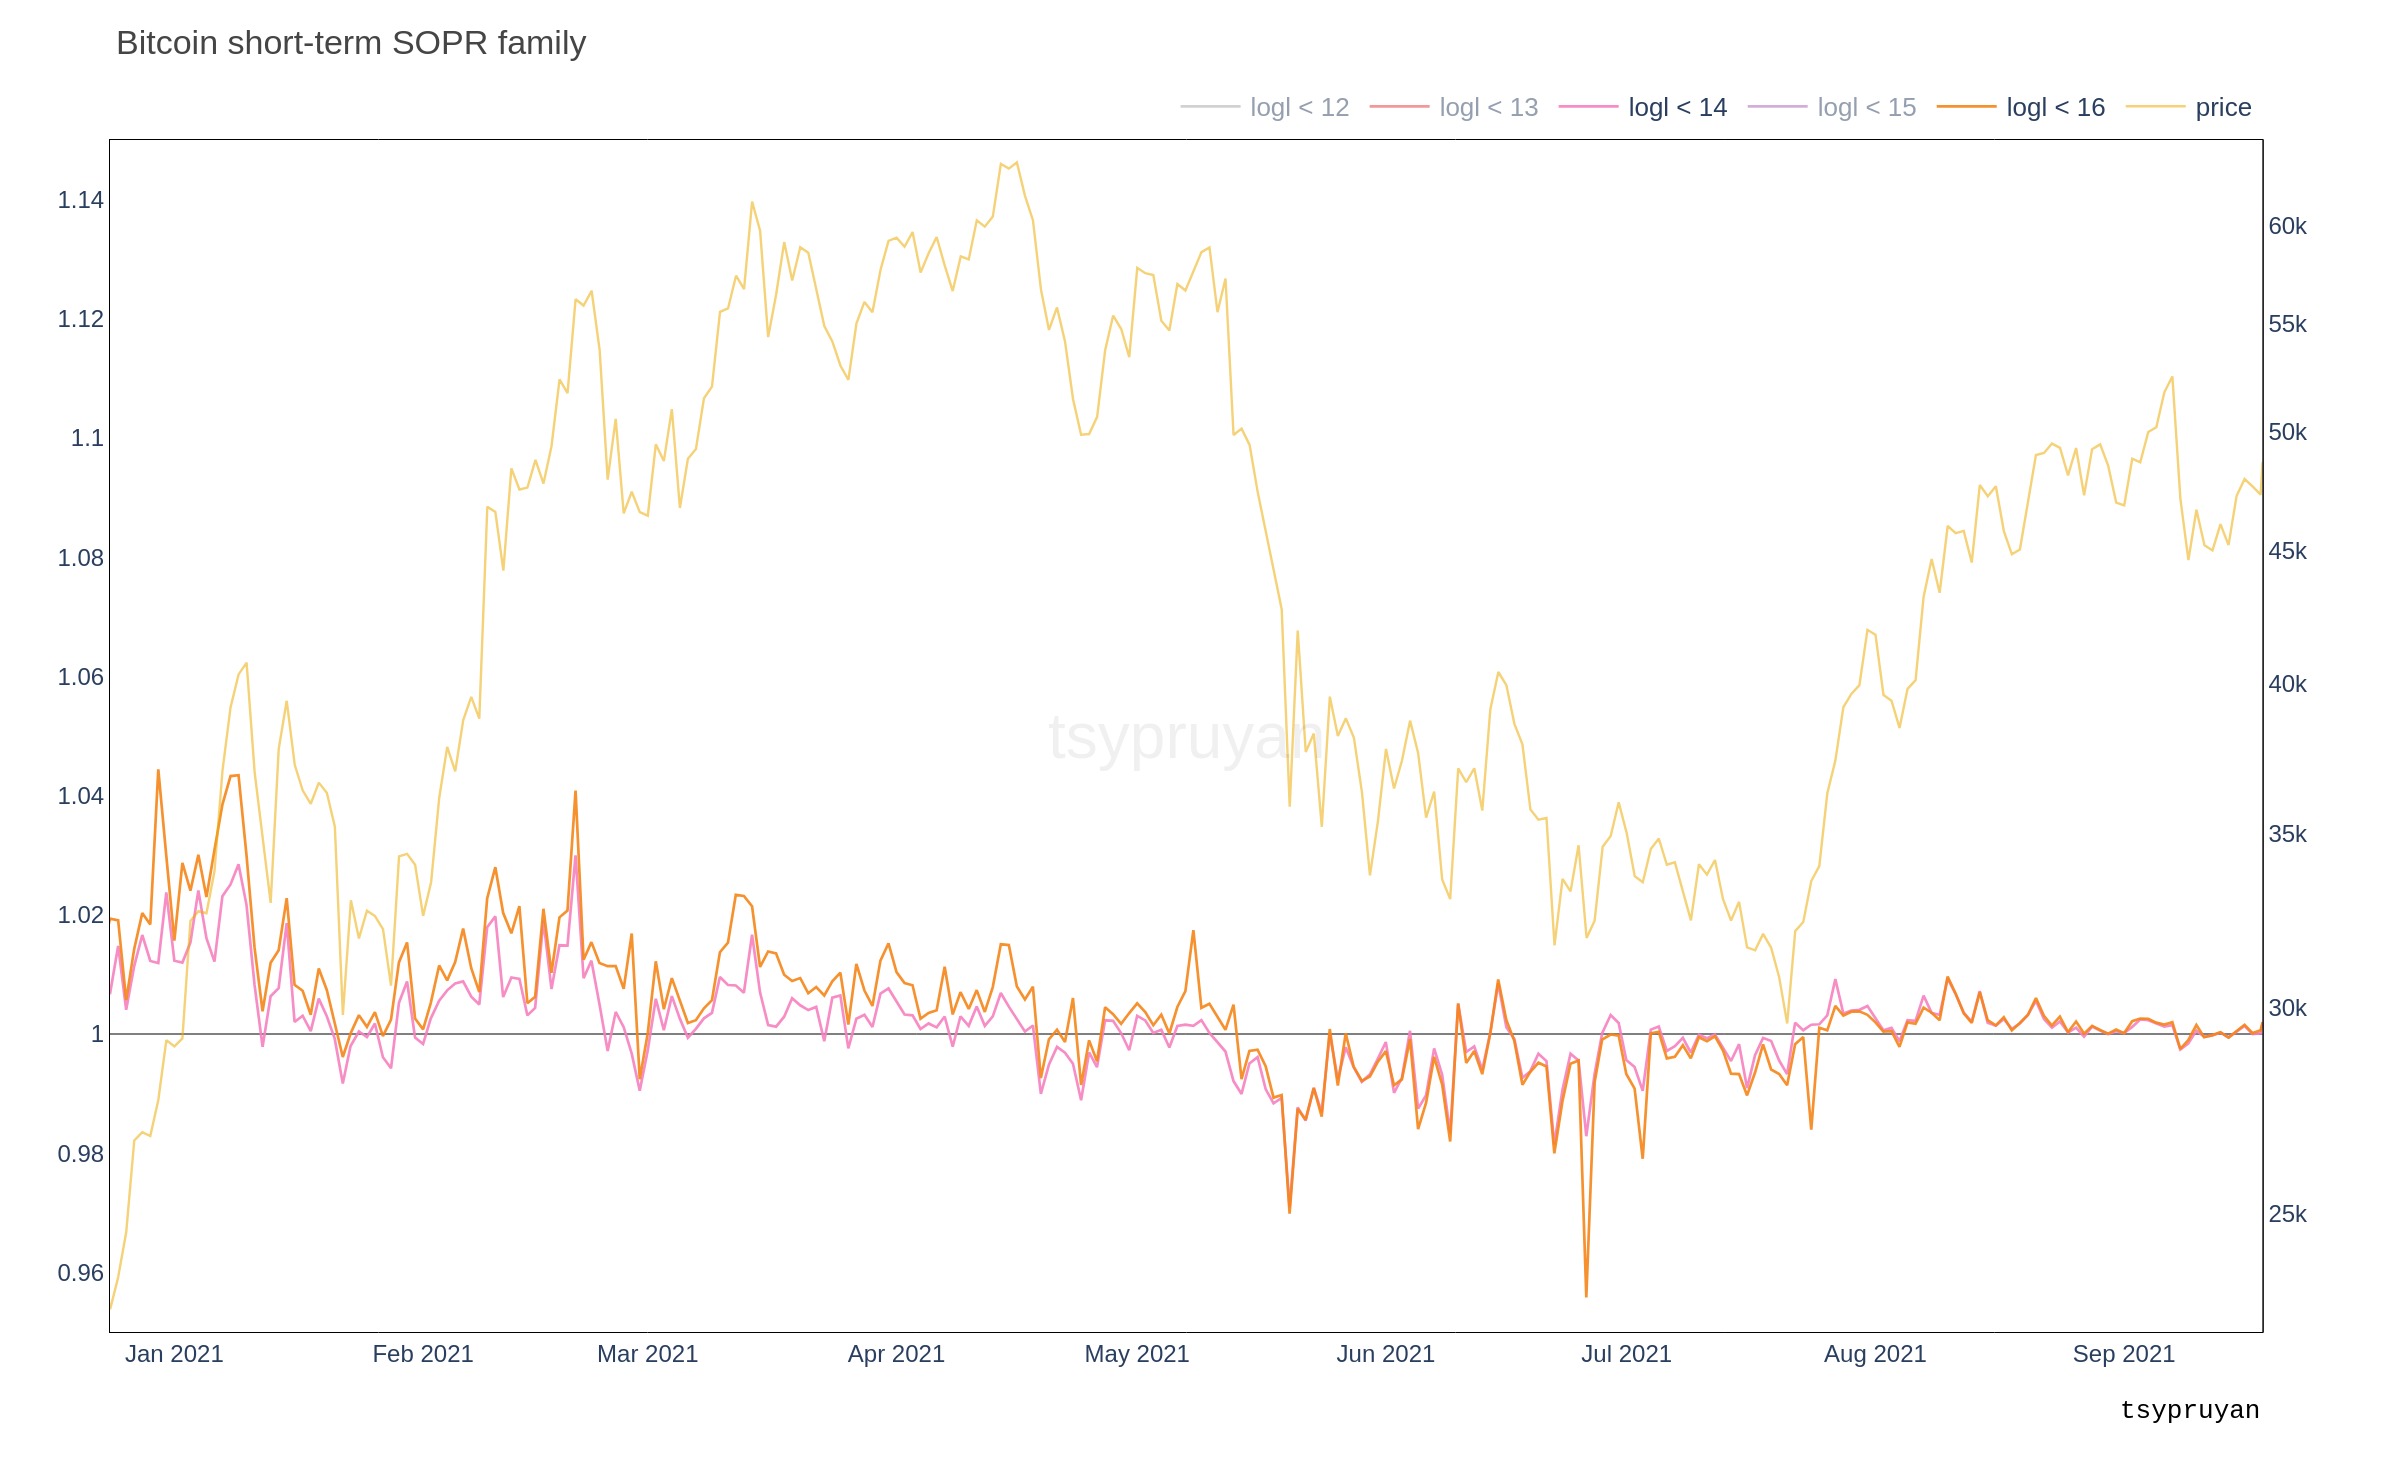 Bitcoin short-term SOPR family
logl < 12 logl < 13 logl < 14 logl < 15 logl < 16 price
1.14
60k
1.12
55k
1.1
50k
1.08
45k
1.06
40k
tsypruyan
1.04
35k
1.02
1
30k
0.98
25k
0.96
Jan 2021 Feb 2021 Mar 2021 Apr 2021 May 2021 Jun 2021 Jul 2021 Aug 2021 Sep 2021
tsypruyan